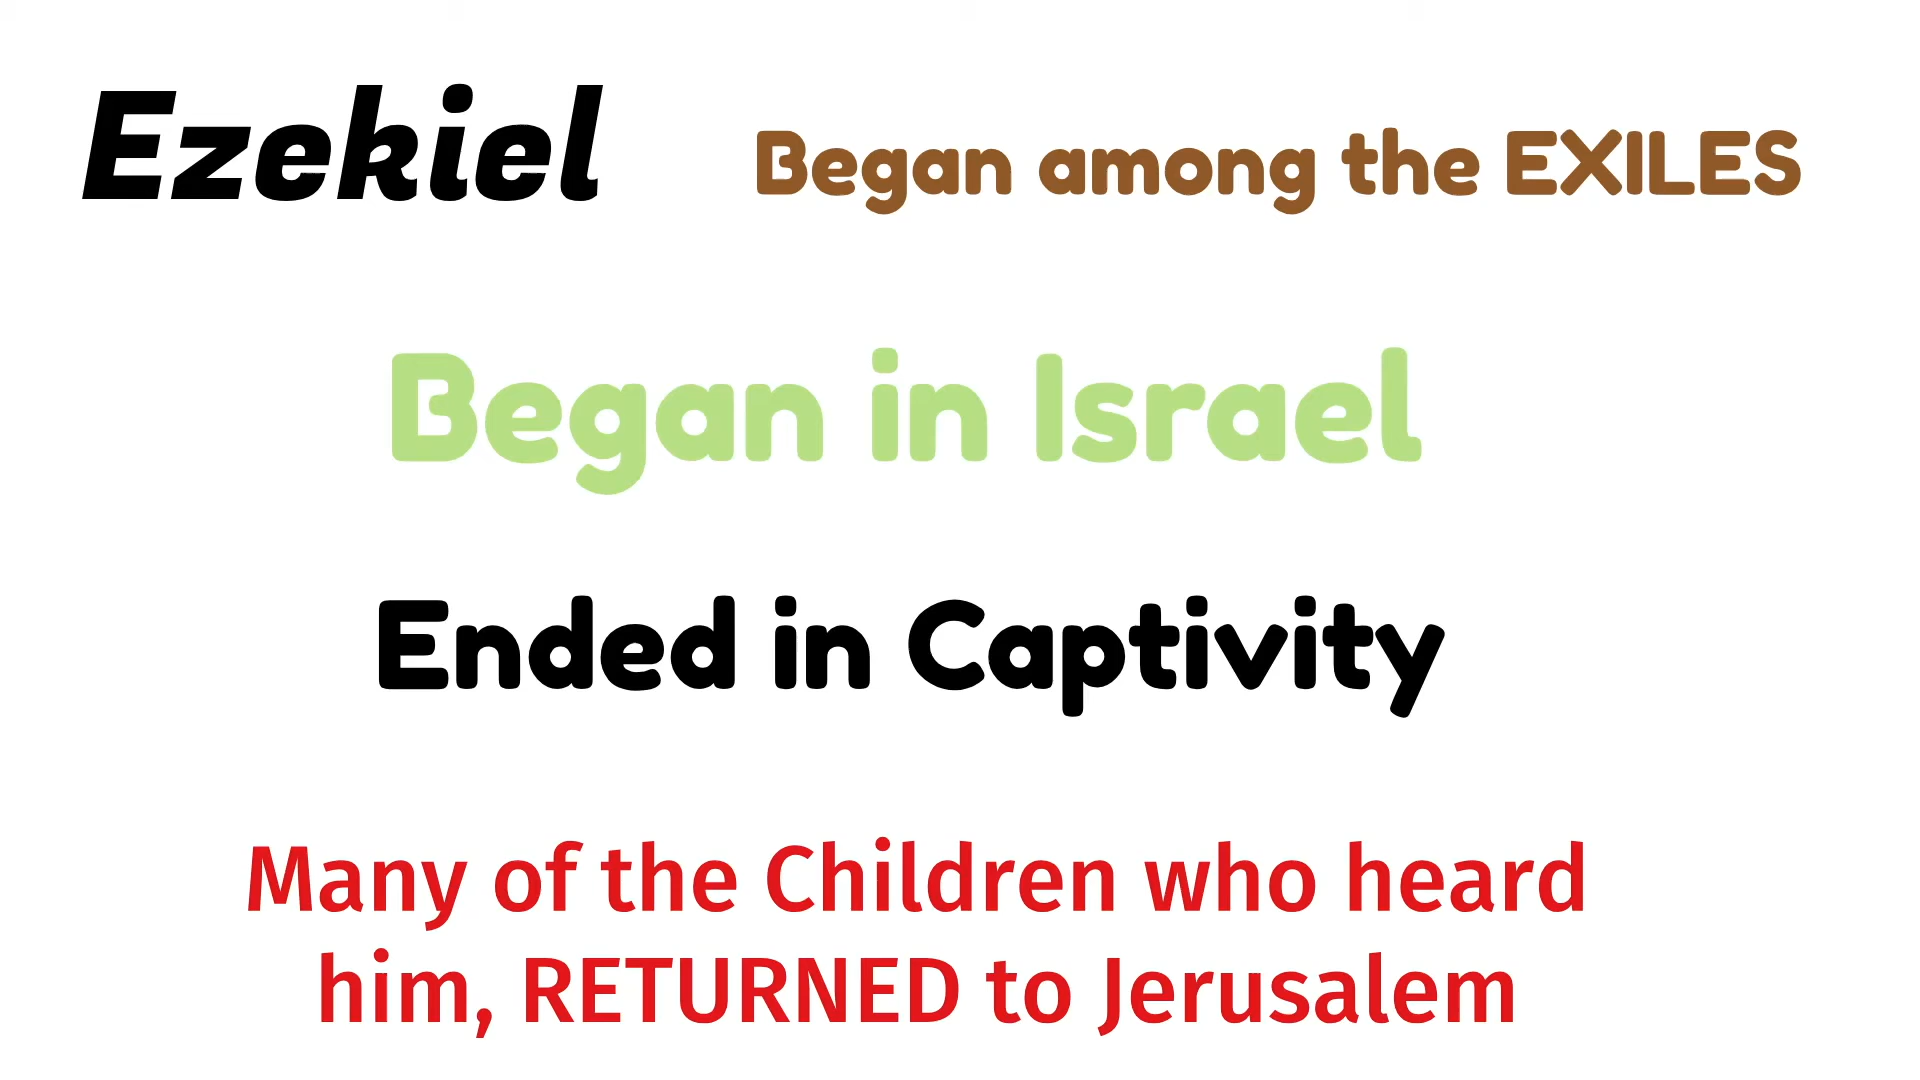 Ezekiel
Began among the EXILES
Began in Israel
Ended in Captivity
Many of the Children who heard
him, RETURNED to Jerusalem